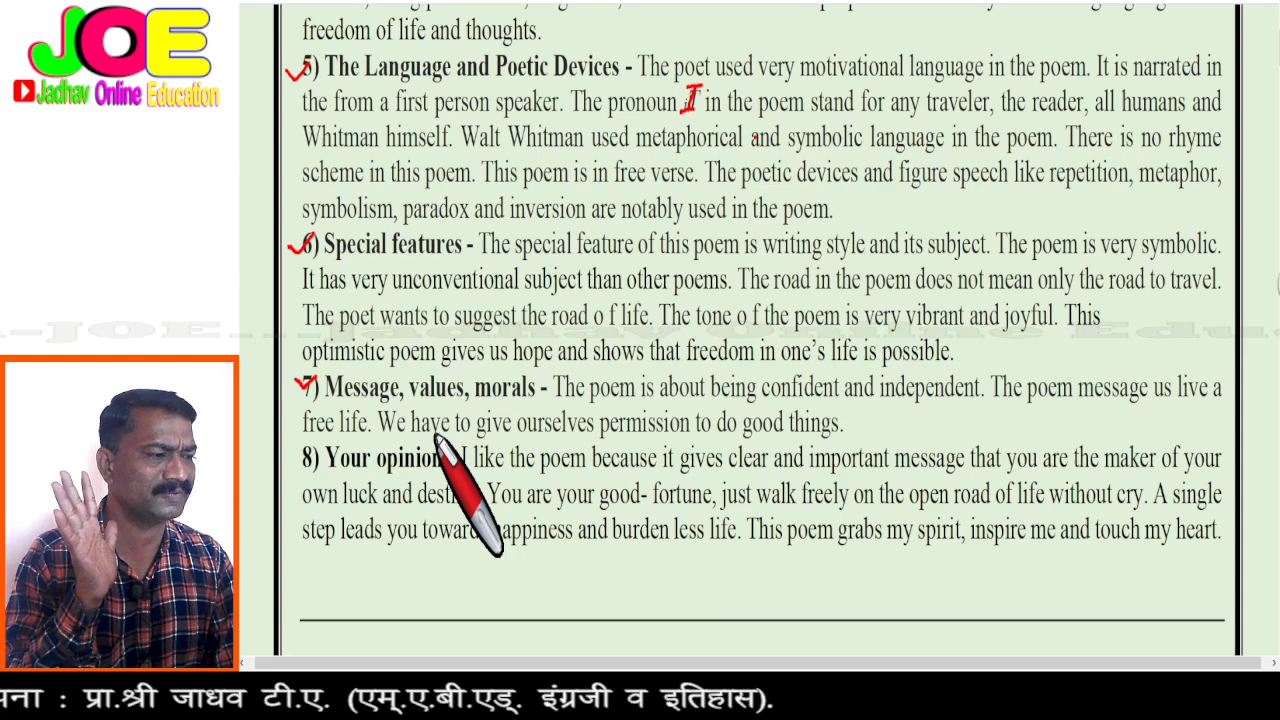 JOE
Jadhav Online Education
freedom of life and thoughts.
5) The Language and Poetic Devices - The poet used very motivational language in the poem. It is narrated in
the from a first person speaker. The pronoun I in the poem stand for any traveler, the reader, all humans and
Whitman himself. Walt Whitman used metaphorical and symbolic language in the poem. There is no rhyme
scheme in this poem. This poem is in free verse. The poetic devices and figure speech like repetition, metaphor,
symbolism, paradox and inversion are notably used in the poem.
6) Special features - The special feature of this poem is writing style and its subject. The poem is very symbolic.
It has very unconventional subject than other poems. The road in the poem does not mean only the road to travel.
The poet wants to suggest the road o f life. The tone o f the poem is very vibrant and joyful. This
optimistic poem gives us hope and shows that freedom in one's life is possible.
7) Message, values, morals - The poem is about being confident and independent. The poem message us live a
free life. We have to give ourselves permission to do good things.
8) Your opinion I like the poem because it gives clear and important message that you are the maker of your
own luck and You are your good- fortune, just walk freely on the open road of life without cry. A single
step leads you happiness and burden less life. This poem grabs my spirit, inspire me and touch my heart.
: प्रा.श्री जाधव टी.ए. (एम्.ए.बी.एड्. इंग्रजी व इतिहास).